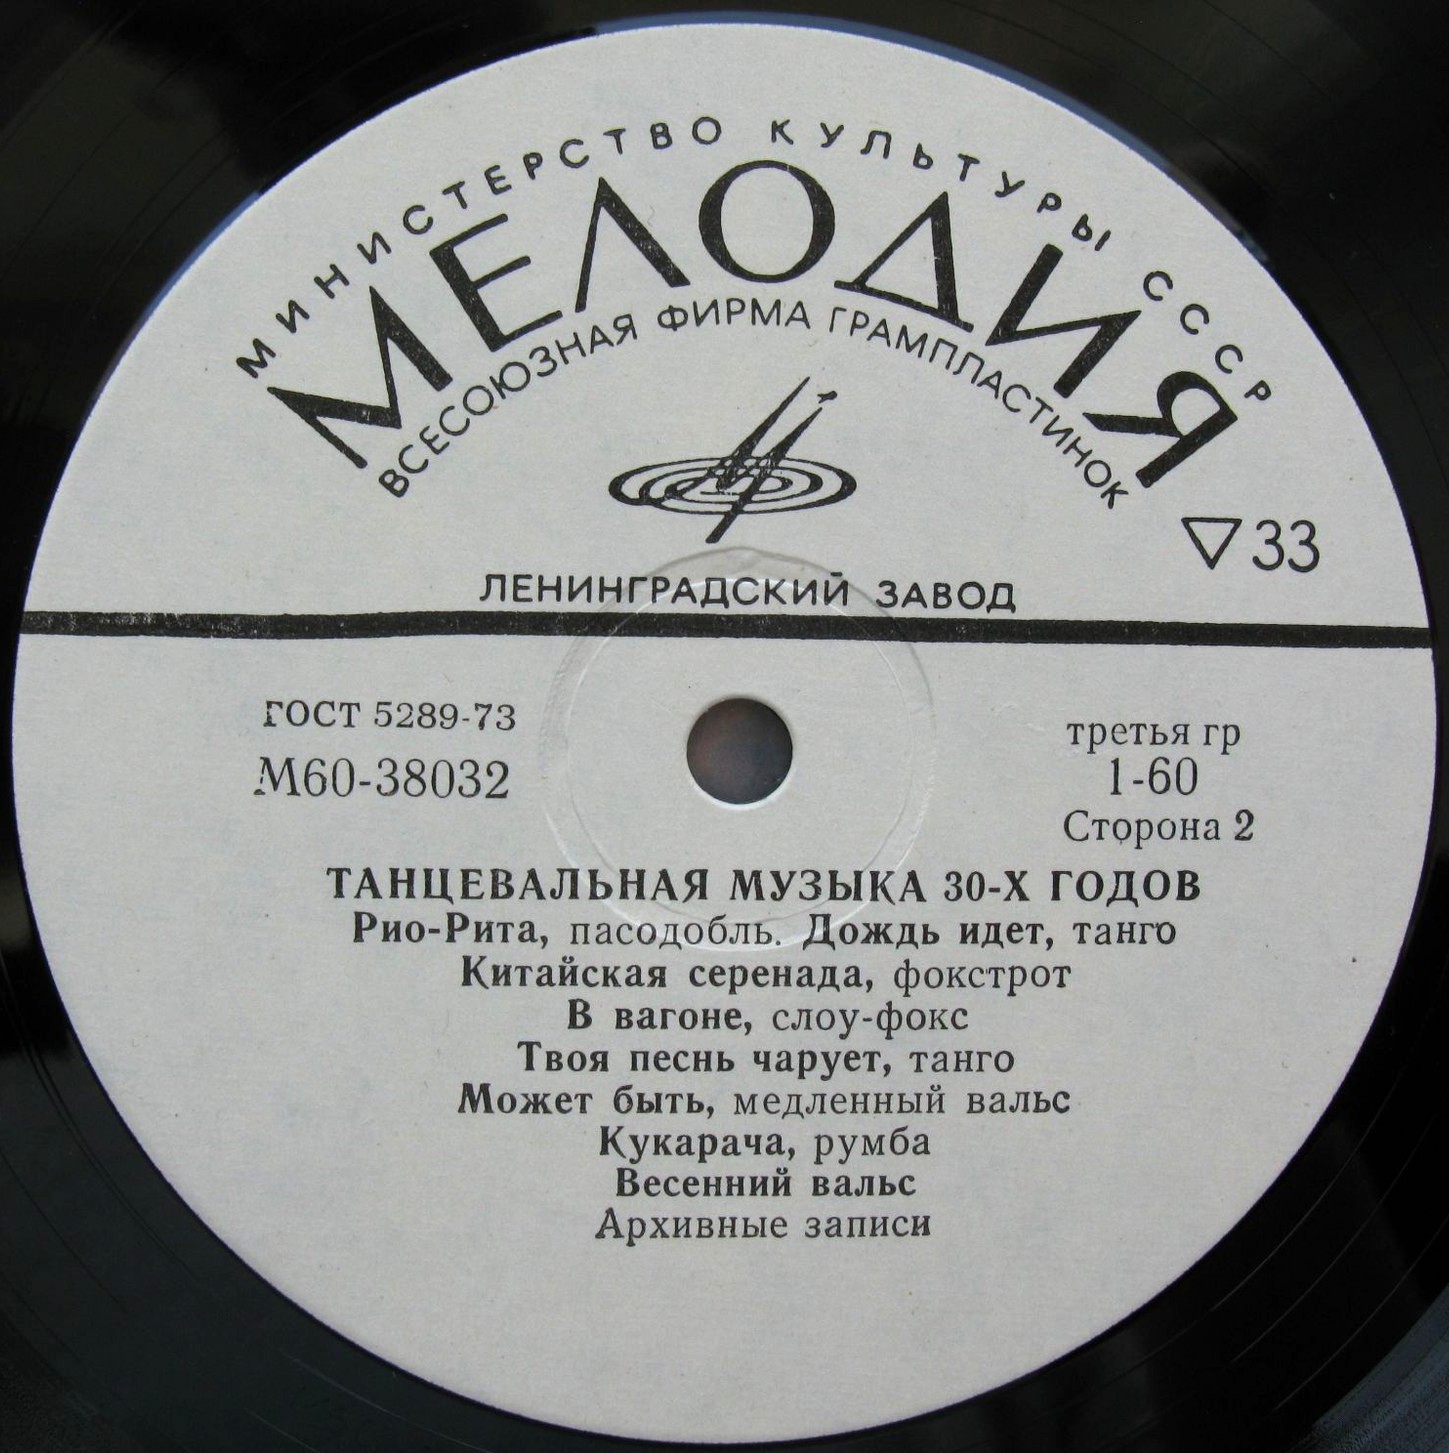 МИНИСТЕРСТВО КУЛЬТУРЫ СССР
МЕЛОДИЯ
ВСЕСОЮЗНАЯ ФИРМА ГРАМПЛАСТИНОК
▽33
ЛЕНИНГРАДСКИЙ ЗАВОД
ГОСТ 5289-73
М60-38032
третья гр
1-60
Сторона 2
ТАНЦЕВАЛЬНАЯ МУЗЫКА 30-Х ГОДОВ
Рио-Рита, пасодобль. Дождь идет, танго
Китайская серенада, фокстрот
В вагоне, слоу-фокс
Твоя песнь чарует, танго
Может быть, медленный вальс
Кукарача, румба
Весенний вальс
Архивные записи